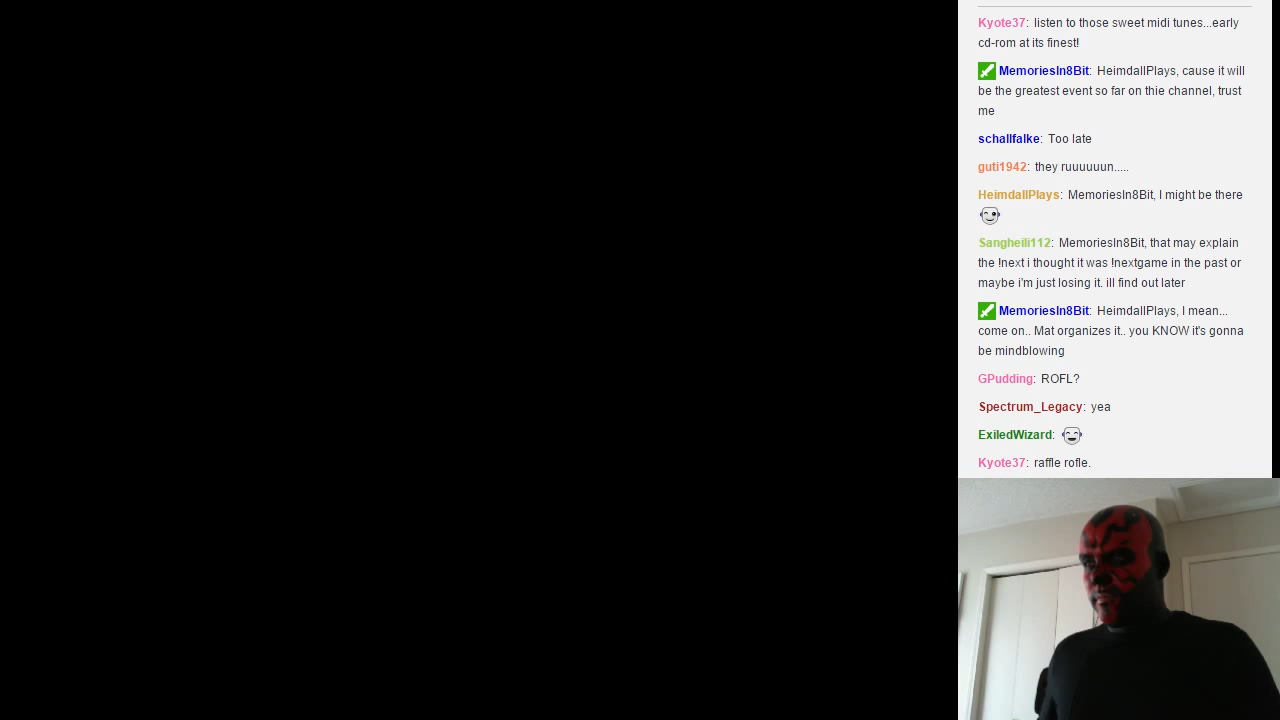 Kyote37: listen to those sweet midi tunes...early
cd-rom at its finest!
MemoriesIn8Bit: HeimdallPlays, cause it will
be the greatest event so far on thie channel, trust
me
schallfalke: Too late
guti1942: they ruuuuuun.....
HeimdallPlays: MemoriesIn8Bit, I might be there
Sangheili112: MemoriesIn8Bit, that may explain
the !next i thought it was !nextgame in the past or
maybe i'm just losing it. ill find out later
MemoriesIn8Bit: HeimdallPlays, I mean...
come on.. Mat organizes it.. you KNOW it's gonna
be mindblowing
GPudding: ROFL?
Spectrum_Legacy: yea
ExiledWizard:
Kyote37: raffle rofle.